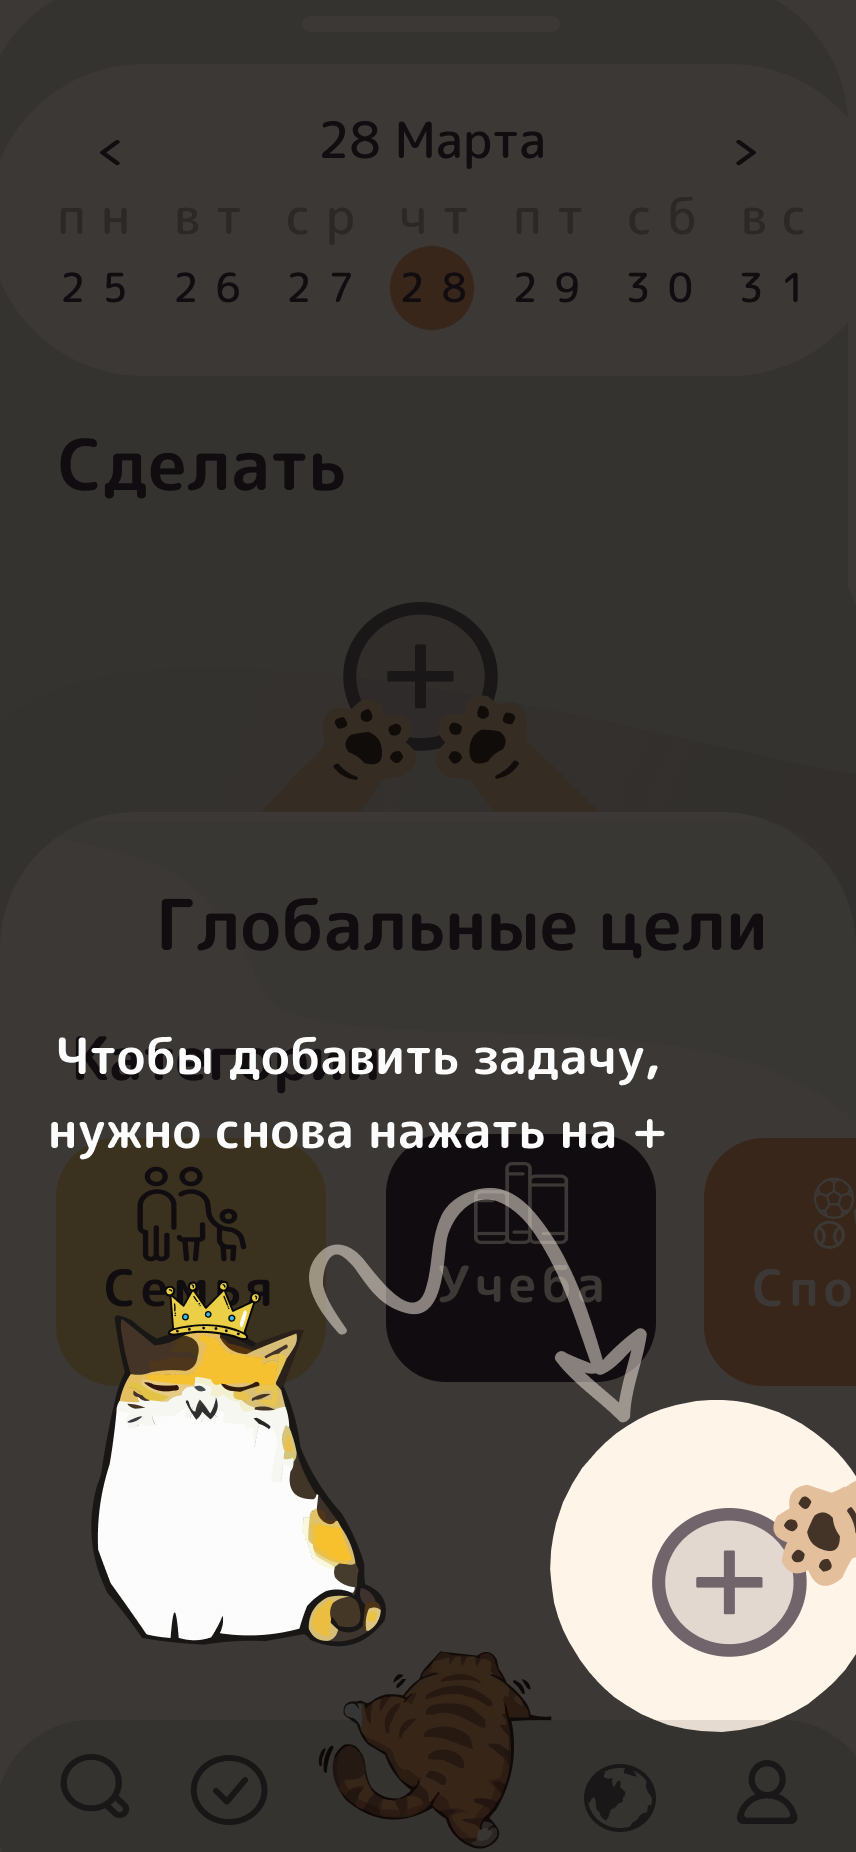 < 28 Марта >
пн вт ср чт пт сб вс
25 26 27 28 29 30 31
Сделать
Глобальные цели
Категории
Чтобы добавить задачу,
нужно снова нажать на +
Семья Учеба Спо